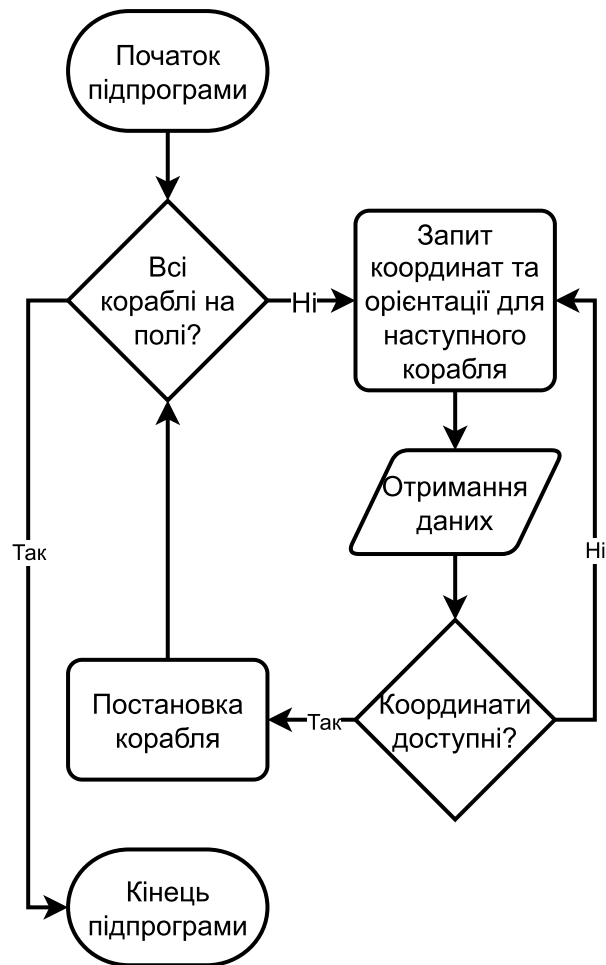 Початок
підпрограми
Всі
кораблі на
полі?
Ні
Запит
координат та
орієнтації для
наступного
корабля
Отримання
даних
Так
Ні
Постановка
корабля
Так
Координати
доступні?
Кінець
підпрограми